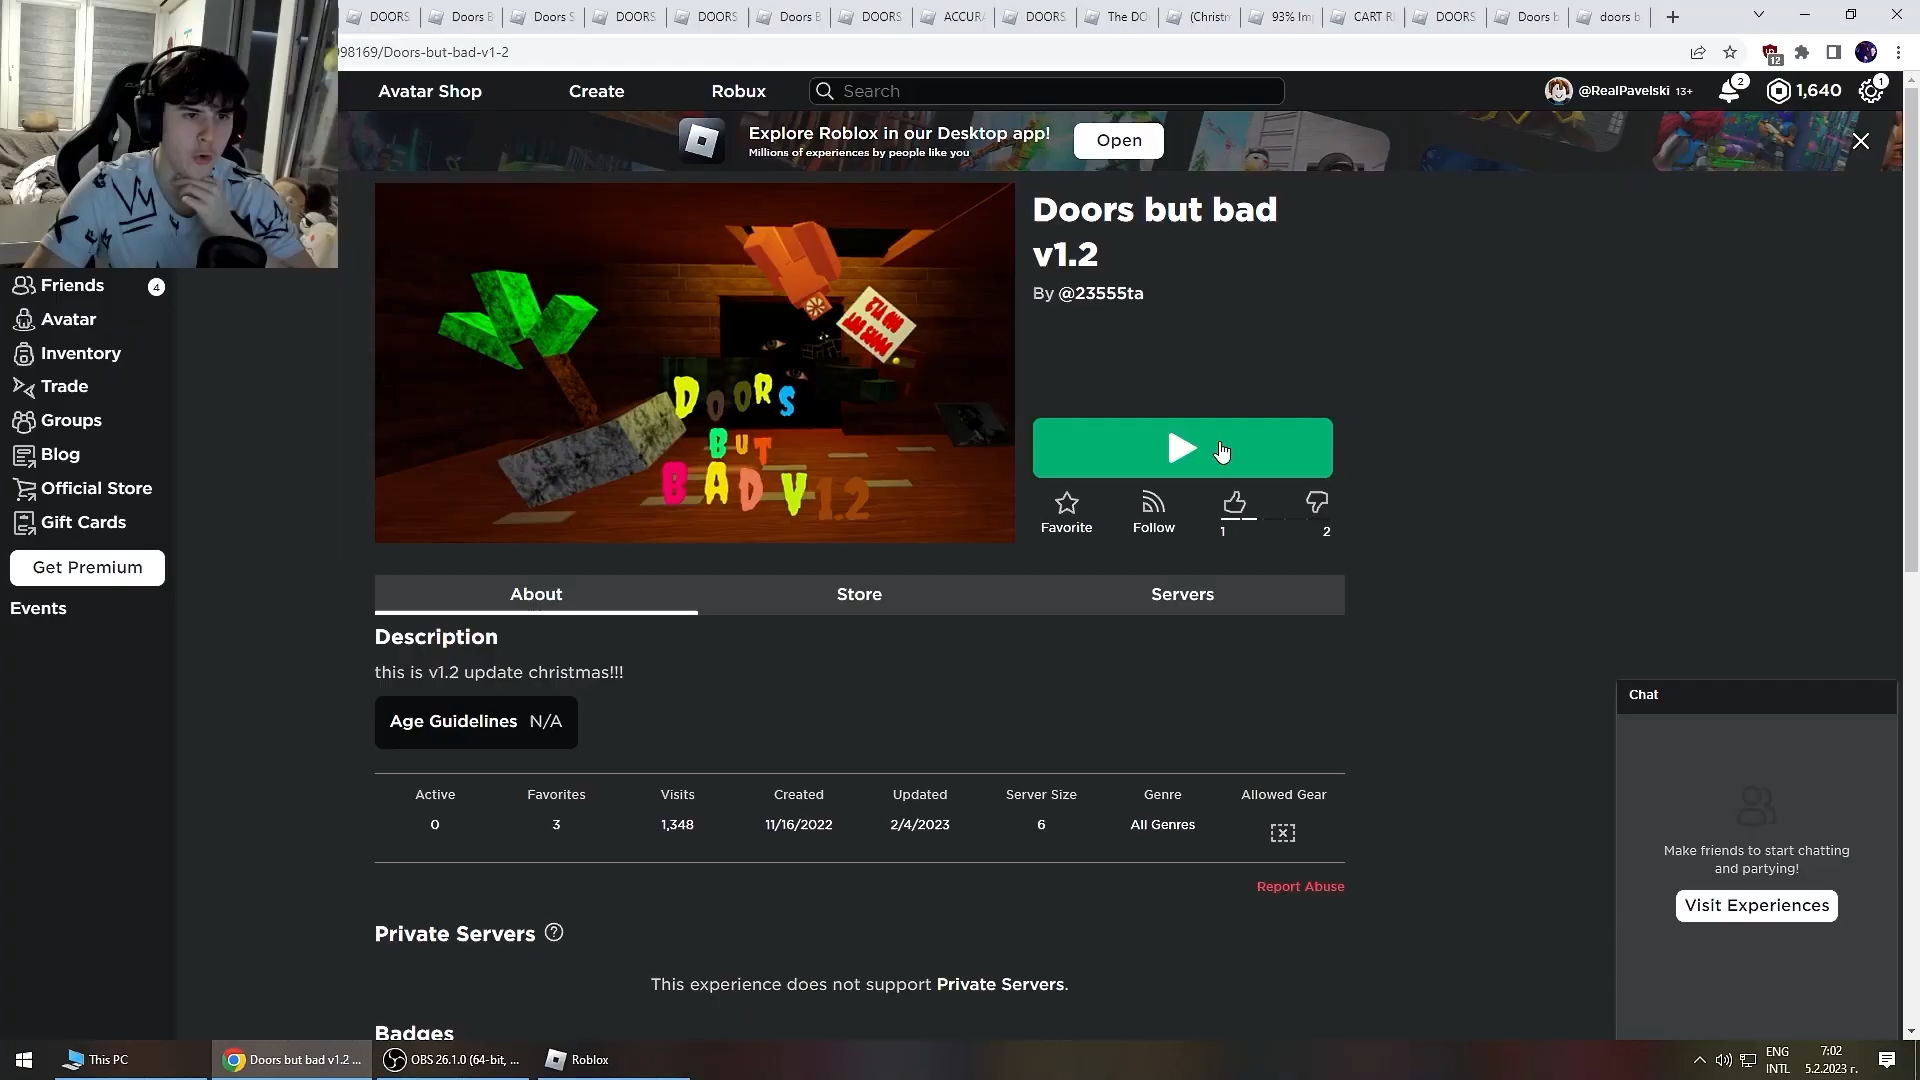 DOORS
Doors B
Doors S
DOORS
DOORS
Doors B
DOORS
ACCURA
DOORS
The DO
(Christm
93% Im
CART R
DOORS
Doors b
doors b
98169/Doors-but-bad-v1-2
12
Avatar Shop
Create
Robux
Search
@RealPavelski 13+
2
1,640
1
Explore Roblox in our Desktop app!
Millions of experiences by people like you
Open
Doors but bad
v1.2
By @23555ta
DOORS
BUT
BAD V1.2
Friends
4
Avatar
Inventory
Trade
Groups
Blog
Official Store
Gift Cards
Get Premium
Events
Favorite
Follow
1
2
About
Store
Servers
Description
this is v1.2 update christmas!!!
Age Guidelines N/A
Active
Favorites
Visits
Created
Updated
Server Size
Genre
Allowed Gear
0
3
1,348
11/16/2022
2/4/2023
6
All Genres
Report Abuse
Private Servers
This experience does not support Private Servers.
Badges
Chat
Make friends to start chatting
and partying!
Visit Experiences
This PC
Doors but bad v1.2 ...
OBS 26.1.0 (64-bit, ...
Roblox
ENG
INTL
7:02
5.2.2023 г.